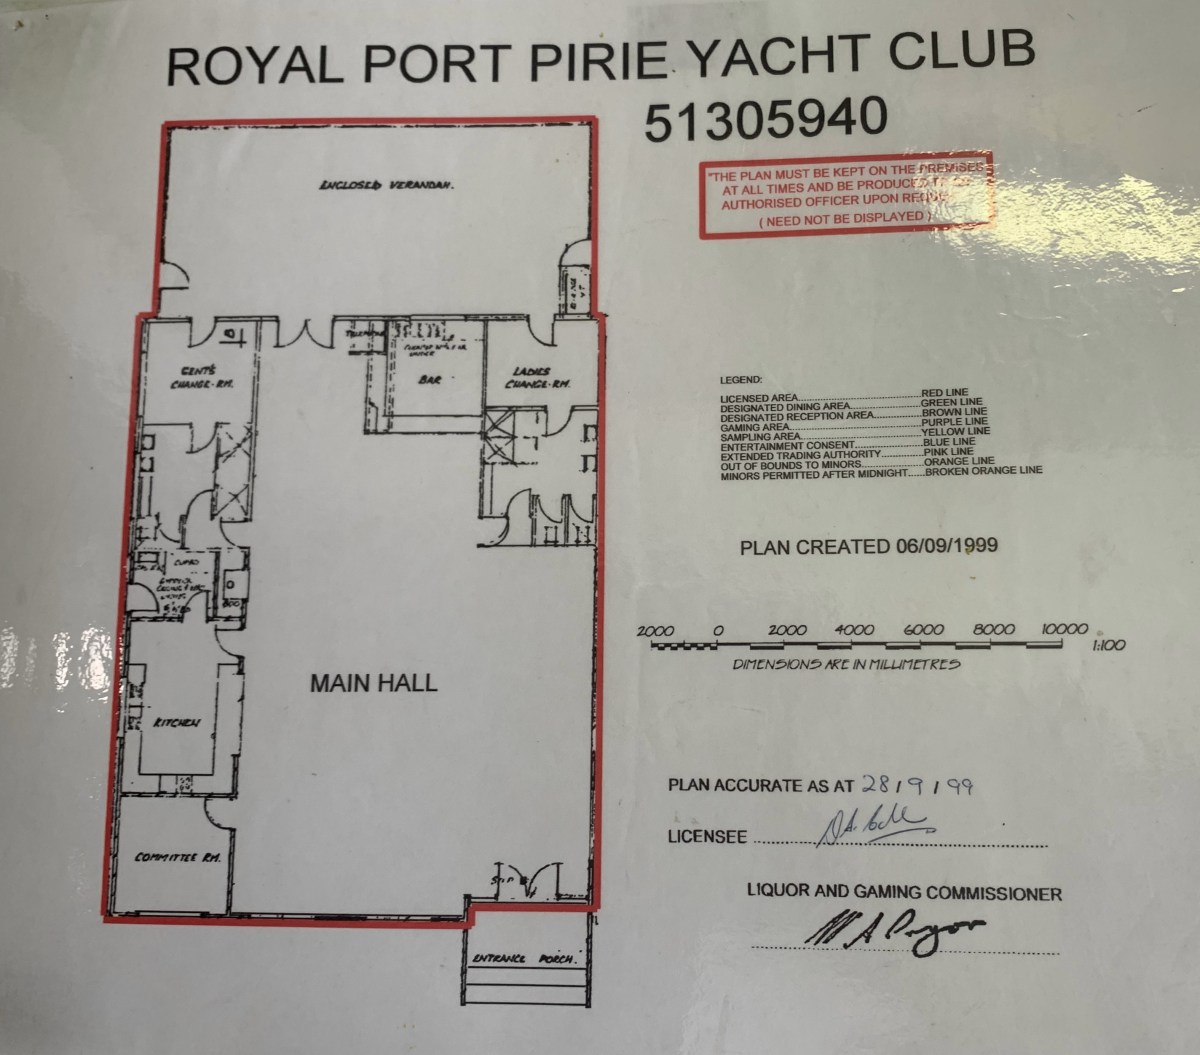 ROYAL PORT PIRIE YACHT CLUB
51305940
"THE PLAN MUST BE KEPT ON THE PREMISES
AT ALL TIMES AND BE PRODUCED
AUTHORISED OFFICER UPON
( NEED NOT BE DISPLAYED )
ENCLOSED VERANDAH.
GENT'S
CHANGE-RM.
BAR
LADIES
CHANGE-RM.
LEGEND:
LICENSED AREA..................................RED LINE
DESIGNATED DINING AREA....................GREEN LINE
DESIGNATED RECEPTION AREA..............BROWN LINE
GAMING AREA....................................PURPLE LINE
SAMPLING AREA.................................YELLOW LINE
ENTERTAINMENT CONSENT...................BLUE LINE
EXTENDED TRADING AUTHORITY...........PINK LINE
OUT OF BOUNDS TO MINORS................ORANGE LINE
MINORS PERMITTED AFTER MIDNIGHT.....BROKEN ORANGE LINE
PLAN CREATED 06/09/1999
2000 0 2000 4000 6000 8000 10000
1:100
DIMENSIONS ARE IN MILLIMETRES
MAIN HALL
KITCHEN
COMMITTEE RM.
ENTRANCE PORCH.
PLAN ACCURATE AS AT 28/9/99
LICENSEE
LIQUOR AND GAMING COMMISSIONER